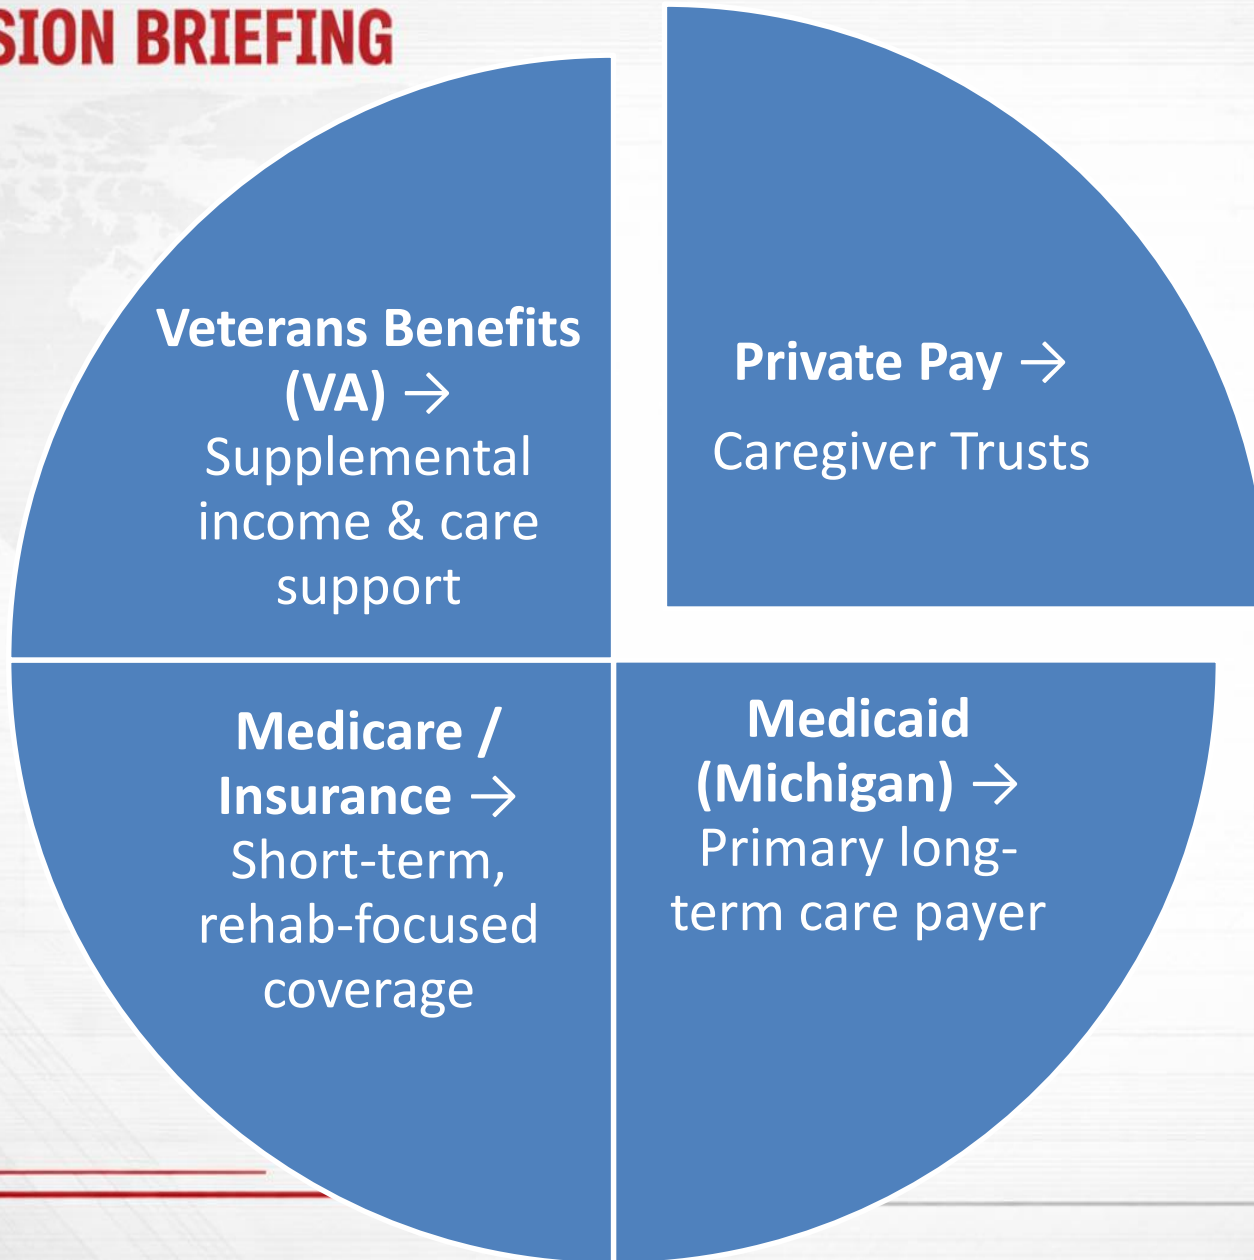 SION BRIEFING
Veterans Benefits
(VA) →
Supplemental
income & care
support
Private Pay →
Caregiver Trusts
Medicare /
Insurance →
Short-term,
rehab-focused
coverage
Medicaid
(Michigan) →
Primary long-
term care payer